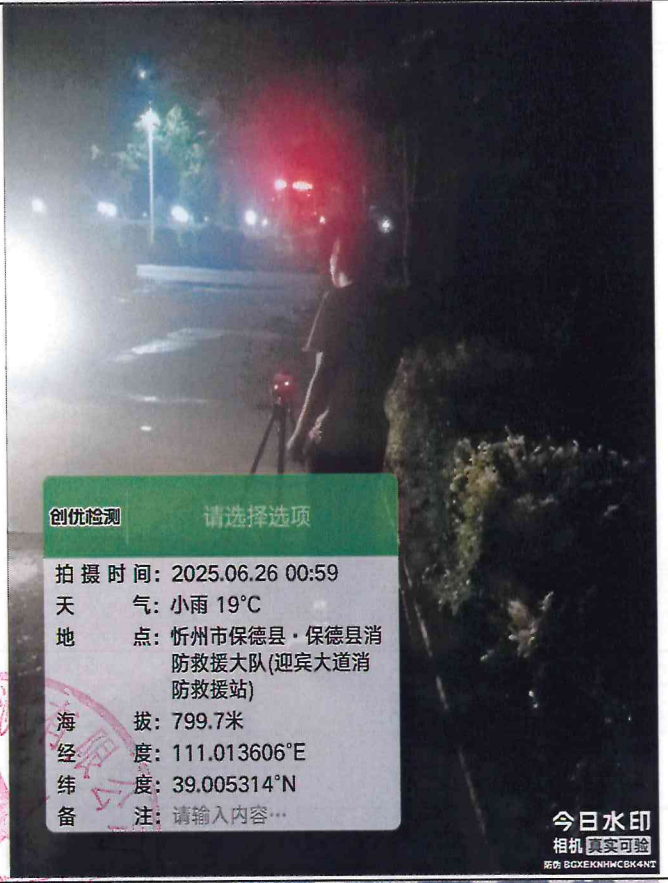 创优检测 请选择选项
拍摄时间: 2025.06.26 00:59
天 气: 小雨 19°C
地 点: 忻州市保德县·保德县消
防救援大队(迎宾大道消
防救援站)
海 拔: 799.7米
经 度: 111.013606°E
纬 度: 39.005314°N
备 注: 请输入内容···
今日水印
相机 真实可验
防伪 BGXEKNHWCBK4NT